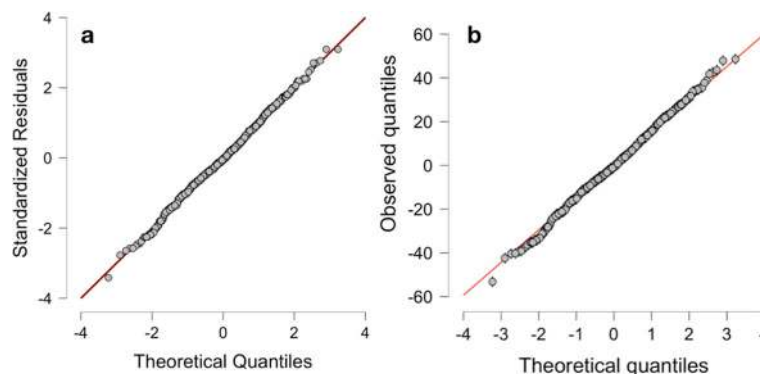 a
Standardized Residuals
4
2
0
-2
-4
-4 -2 0 2 4
Theoretical Quantiles
b
Observed quantiles
60
40
20
0
-20
-40
-60
-4 -3 -2 -1 0 1 2 3
Theoretical quantiles